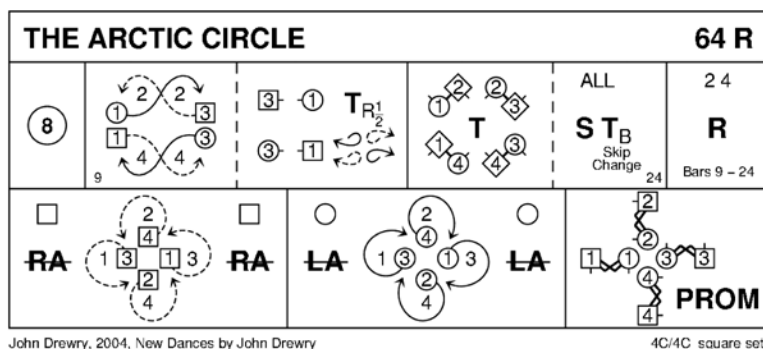 THE ARCTIC CIRCLE 64 R
8
2 2
1 3
1 3
4 4
9
3 1 T R 1/2
3 1
2 2
1 3
T
1 3
4 4
ALL
S T B
Skip
Change
24
2 4
R
Bars 9 – 24
2
4
RA 1 3 1 3 RA
2
4
2
4
LA 1 3 1 3 LA
2
4
2
2
1 1 3 3
4
4
PROM
John Drewry, 2004, New Dances by John Drewry 4C/4C square set